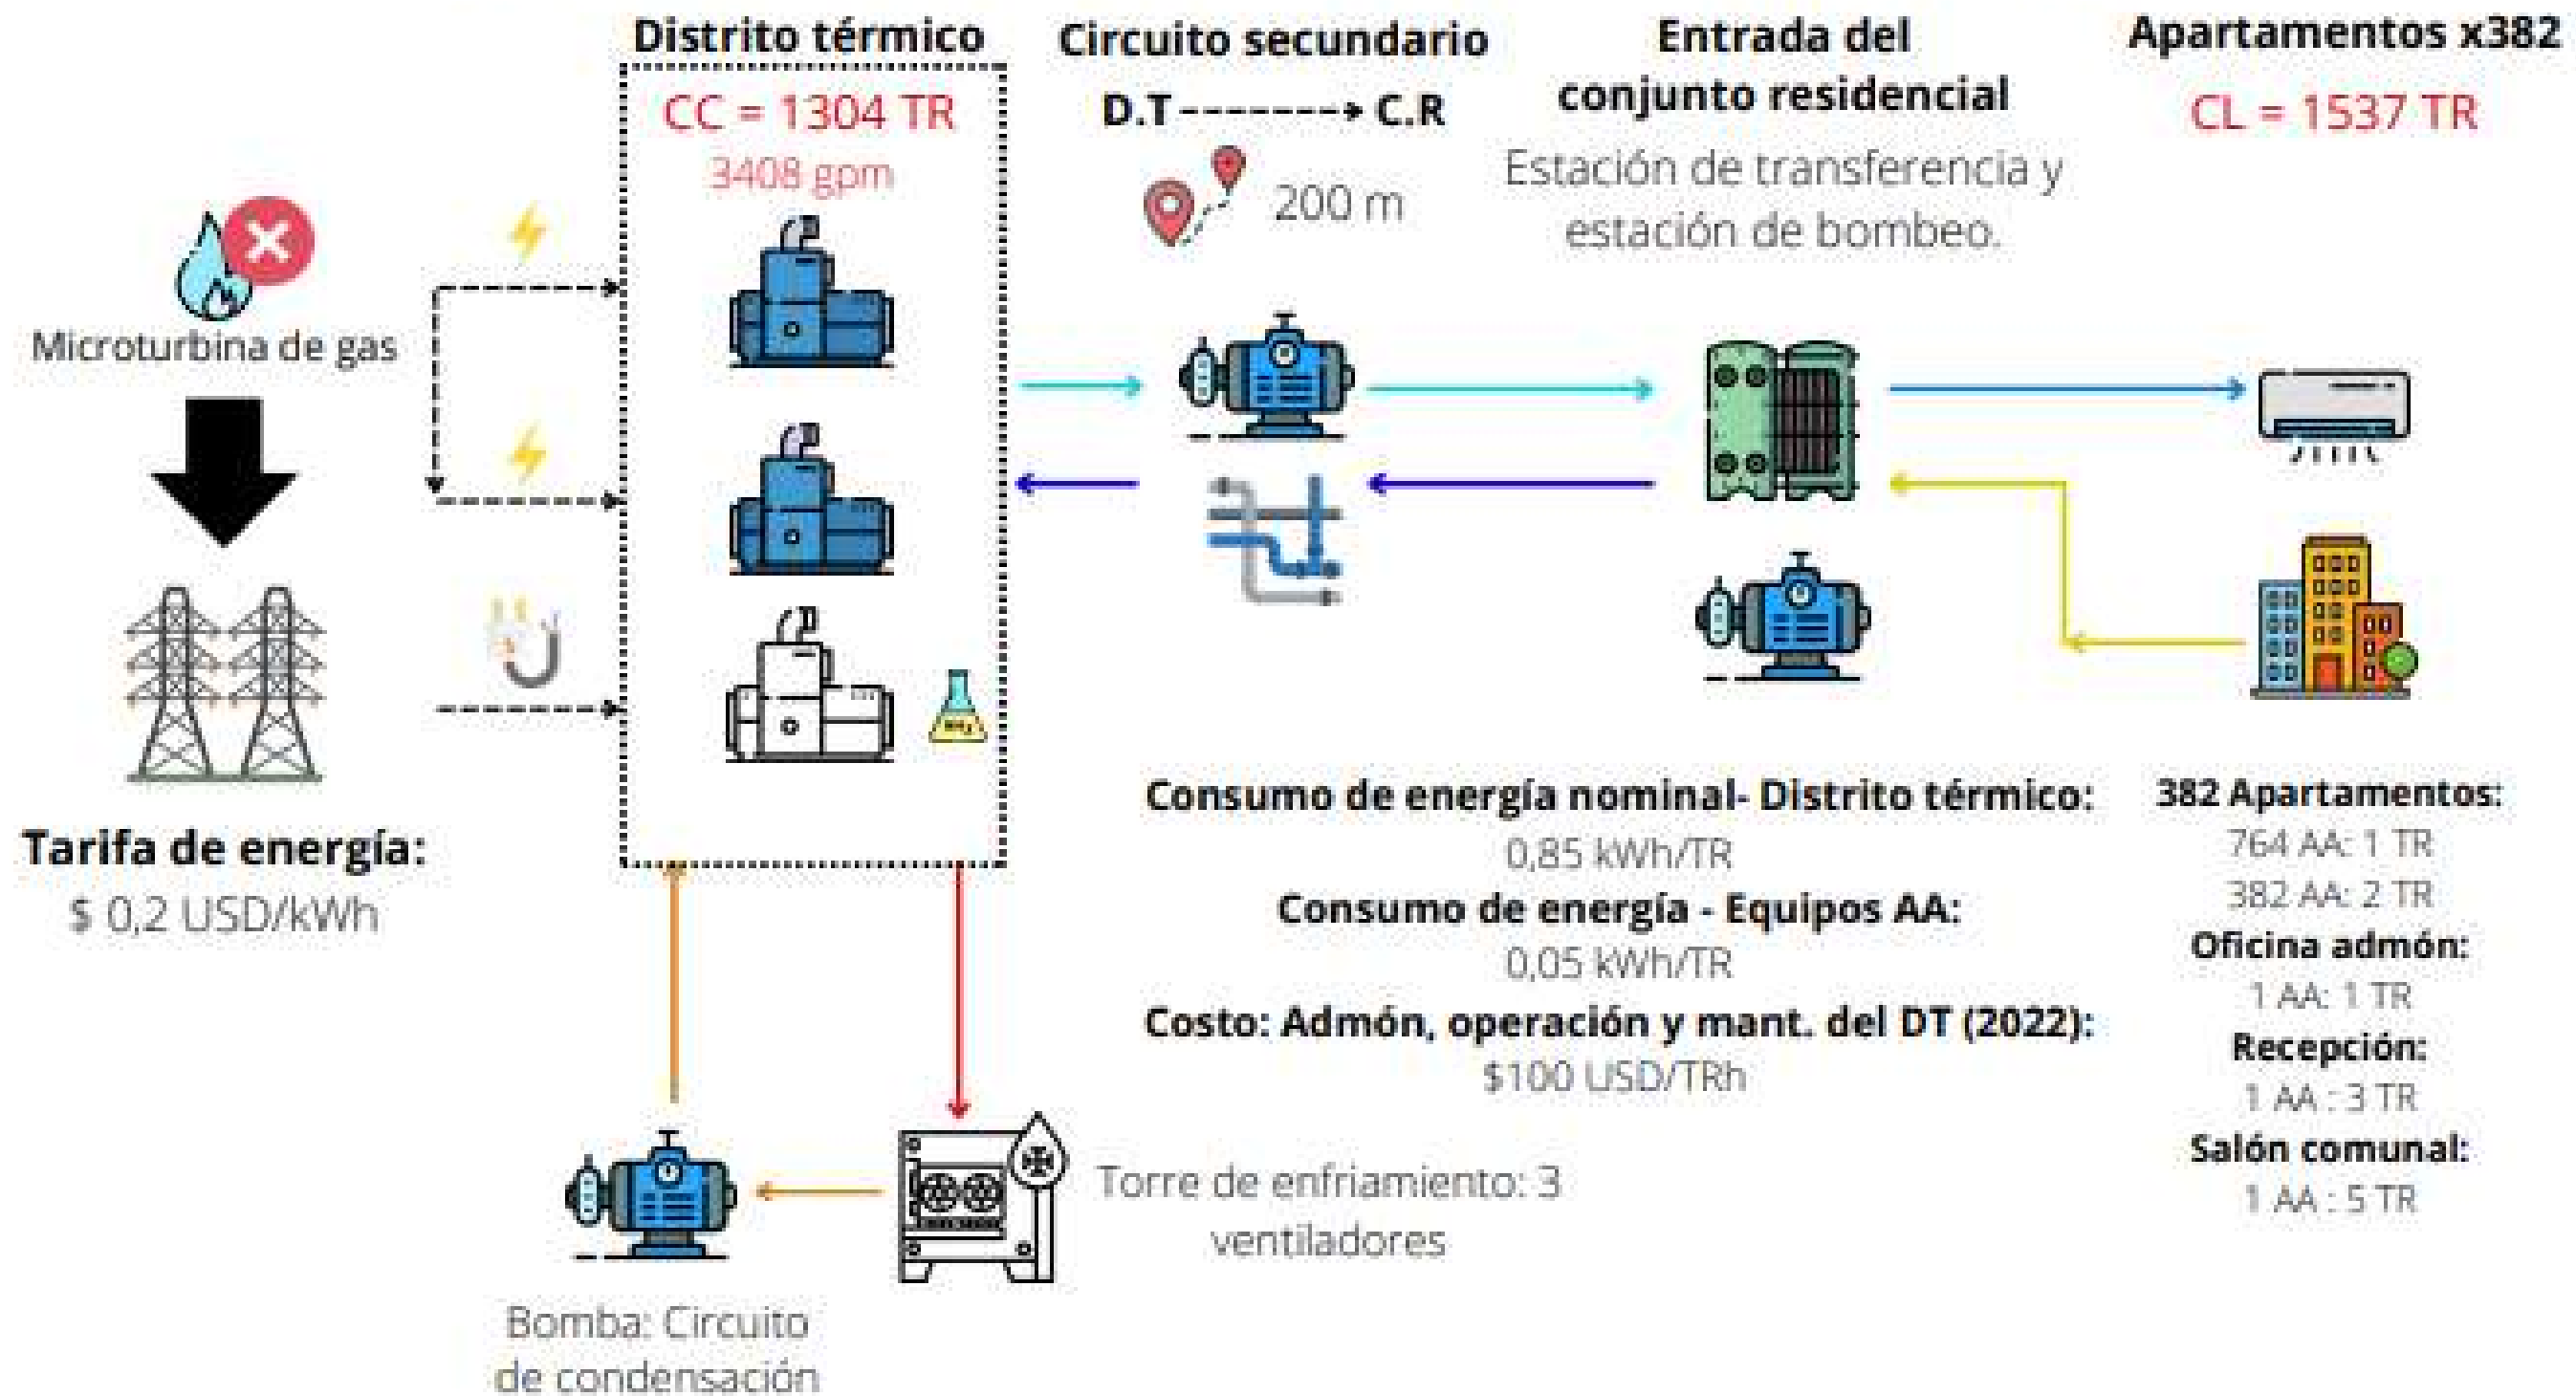 Distrito térmico
CC = 1304 TR
3408 gpm
Circuito secundario
D.T C.R
200 m
Entrada del
conjunto residencial
Estación de transferencia y
estación de bombeo.
Apartamentos x382
CL = 1537 TR
Microturbina de gas
Tarifa de energía:
$ 0,2 USD/kWh
NH3
Consumo de energía nominal- Distrito térmico:
0,85 kWh/TR
Consumo de energía - Equipos AA:
0,05 kWh/TR
Costo: Admón, operación y mant. del DT (2022):
$100 USD/TRh
382 Apartamentos:
764 AA: 1 TR
382 AA: 2 TR
Oficina admón:
1 AA: 1 TR
Recepción:
1 AA : 3 TR
Salón comunal:
1 AA : 5 TR
Torre de enfriamiento: 3
ventiladores
Bomba: Circuito
de condensación